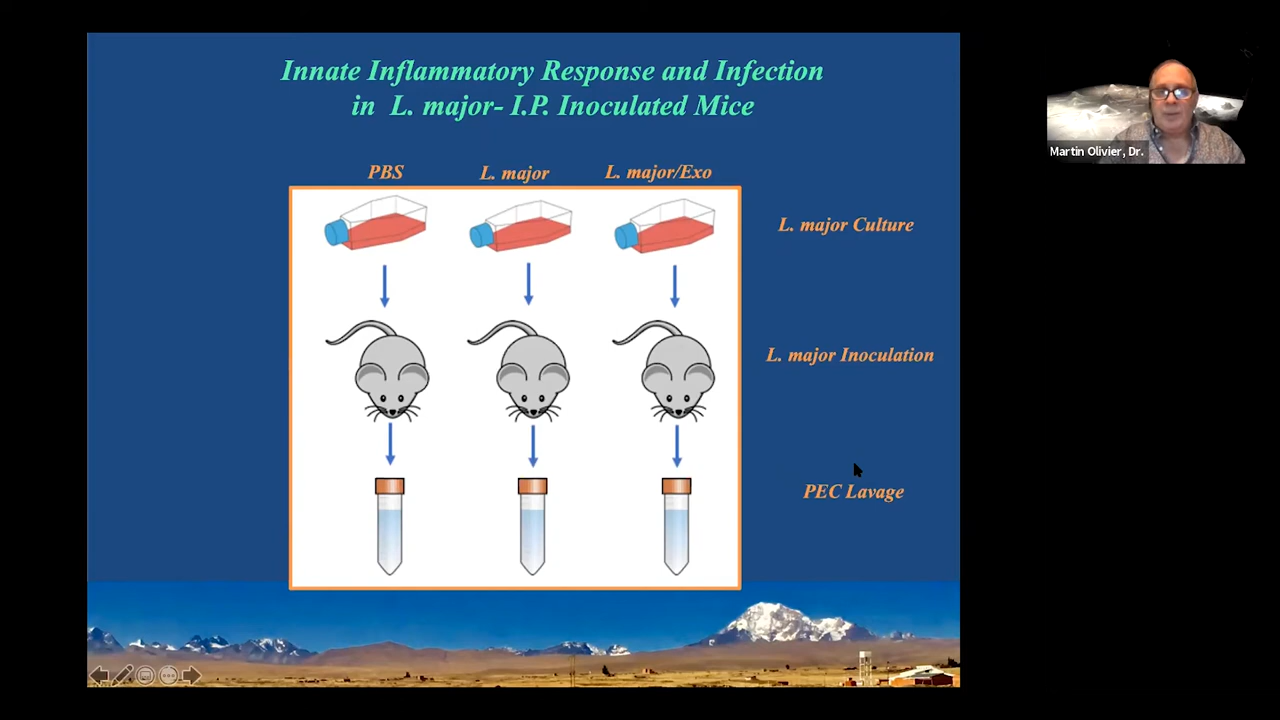 Innate Inflammatory Response and Infection
in L. major- I.P. Inoculated Mice
PBS
L. major
L. major/Exo
L. major Culture
L. major Inoculation
PEC Lavage
Martin Olivier, Dr.